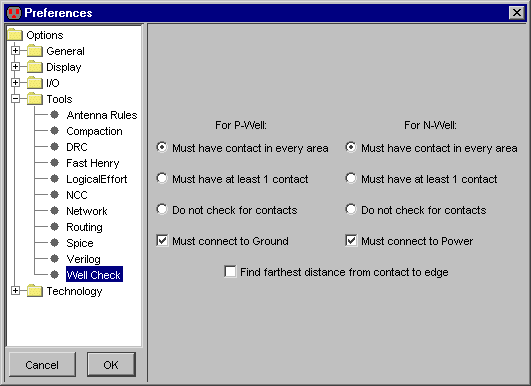 Preferences
Options
General
Display
I/O
Tools
Antenna Rules
Compaction
DRC
Fast Henry
LogicalEffort
NCC
Network
Routing
Spice
Verilog
Well Check
Technology
Cancel
OK
For P-Well:
Must have contact in every area
Must have at least 1 contact
Do not check for contacts
Must connect to Ground
For N-Well:
Must have contact in every area
Must have at least 1 contact
Do not check for contacts
Must connect to Power
Find farthest distance from contact to edge